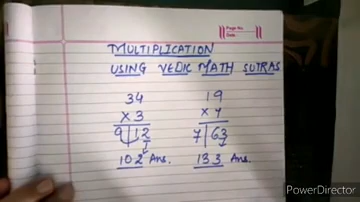 Page No.
Date
MULTIPLICATION
USING VEDIC MATH SUTRAS
34 19
x 3 x 7
9 | 12 7 | 63
102 Ans. 133 Ans.
PowerDirector